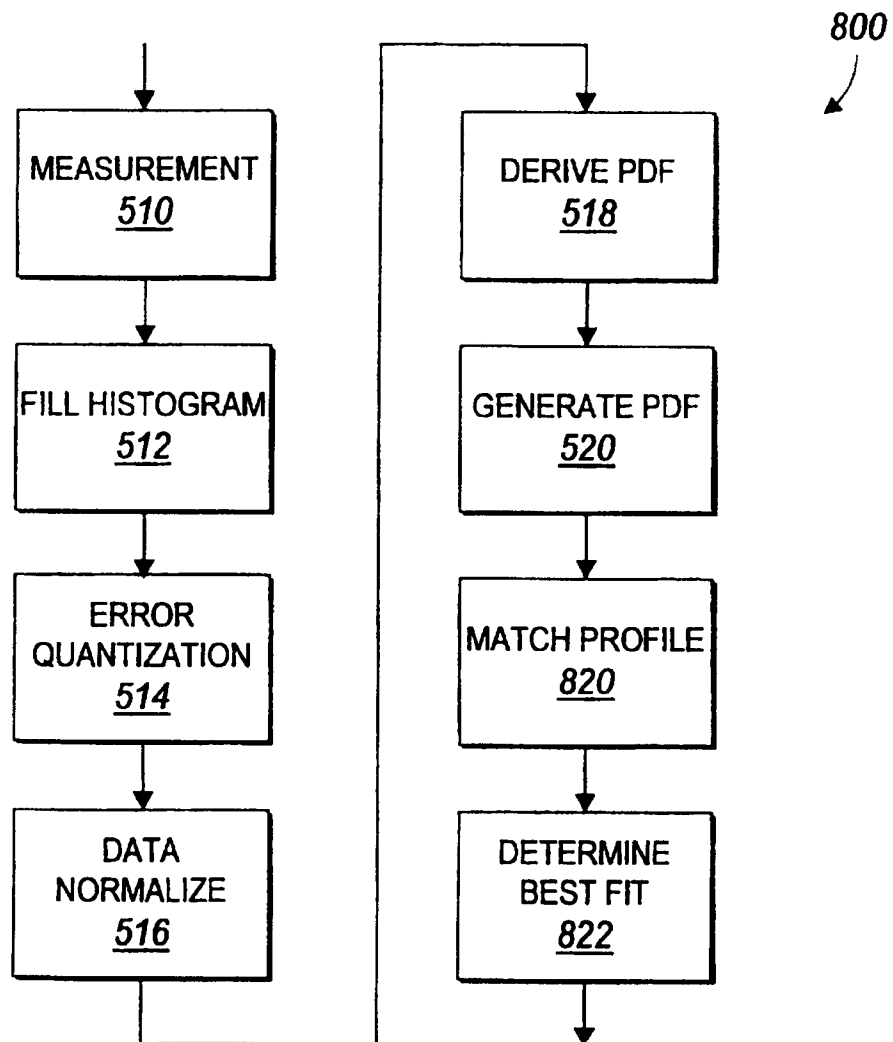 800
MEASUREMENT
510
FILL HISTOGRAM
512
ERROR
QUANTIZATION
514
DATA
NORMALIZE
516
DERIVE PDF
518
GENERATE PDF
520
MATCH PROFILE
820
DETERMINE
BEST FIT
822